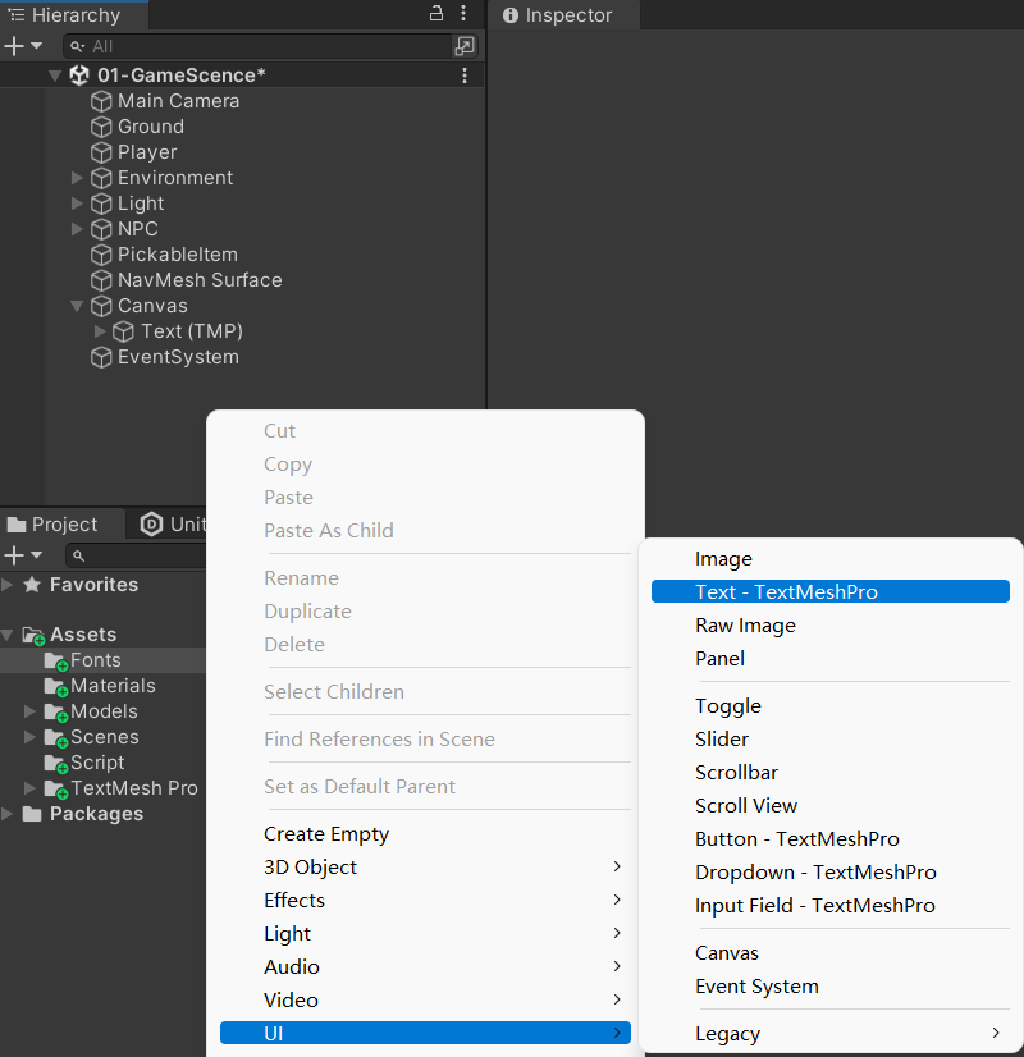 Hierarchy
All
01-GameScence*
Main Camera
Ground
Player
Environment
Light
NPC
PickableItem
NavMesh Surface
Canvas
Text (TMP)
EventSystem
Inspector
Project
Unit
Favorites
Assets
Fonts
Materials
Models
Scenes
Script
TextMesh Pro
Packages
Cut
Copy
Paste
Paste As Child
Rename
Duplicate
Delete
Select Children
Find References in Scene
Set as Default Parent
Create Empty
3D Object
Effects
Light
Audio
Video
UI
Image
Text - TextMeshPro
Raw Image
Panel
Toggle
Slider
Scrollbar
Scroll View
Button - TextMeshPro
Dropdown - TextMeshPro
Input Field - TextMeshPro
Canvas
Event System
Legacy